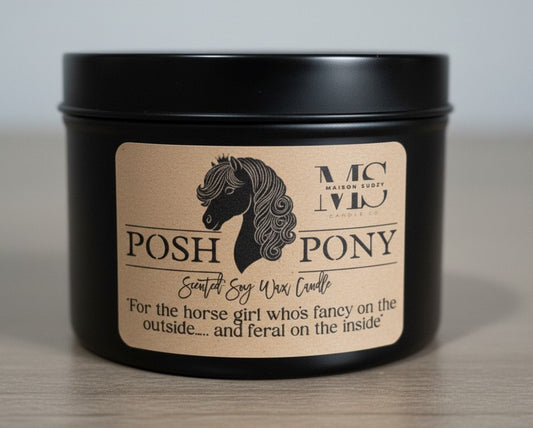 MS
MAISON SUDZY
CANDLE CO
POSH PONY
Scented Soy Wax Candle
"For the horse girl who's fancy on the
outside..... and feral on the inside"